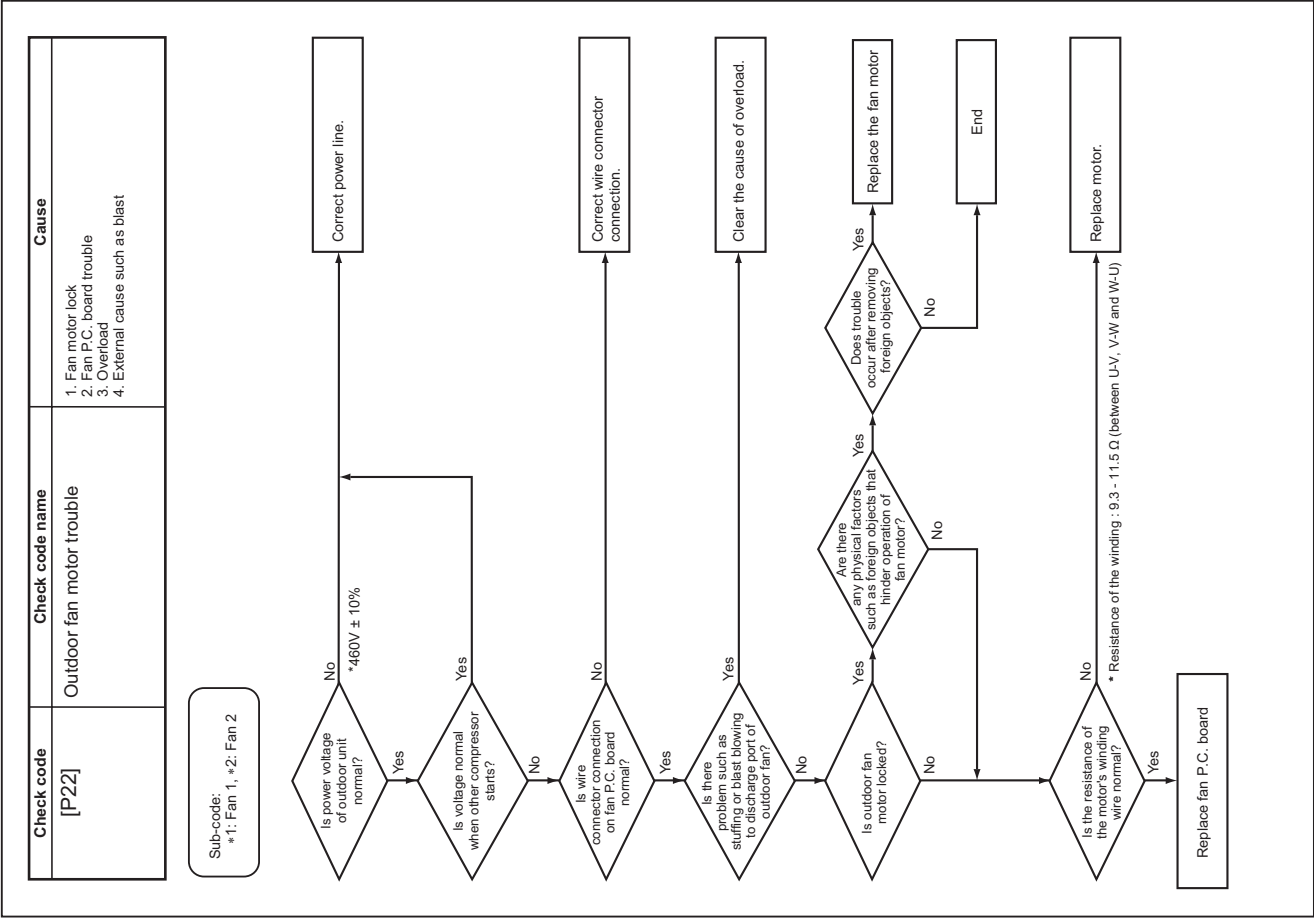 Check code
Check code name
Cause
[P22]
Outdoor fan motor trouble
1. Fan motor lock
2. Fan P.C. board trouble
3. Overload
4. External cause such as blast
Sub-code:
*1: Fan 1, *2: Fan 2
Is power voltage
of outdoor unit
normal?
No
*460V ± 10%
Correct power line.
Yes
Is voltage normal
when other compressor
starts?
Yes
No
Is wire
connector connection
on fan P.C. board
normal?
No
Correct wire connector
connection.
Yes
Is there
problem such as
stuffing or blast blowing
to discharge port of
outdoor fan?
Yes
Clear the cause of overload.
No
Is outdoor fan
motor locked?
Yes
Are there
any physical factors
such as foreign objects that
hinder operation of
fan motor?
Yes
Does trouble
occur after removing
foreign objects?
Yes
Replace the fan motor
No
End
No
No
Is the resistance of
the motor's winding
wire normal?
No
Replace motor.
* Resistance of the winding : 9.3 - 11.5 Ω (between U-V, V-W and W-U)
Yes
Replace fan P.C. board